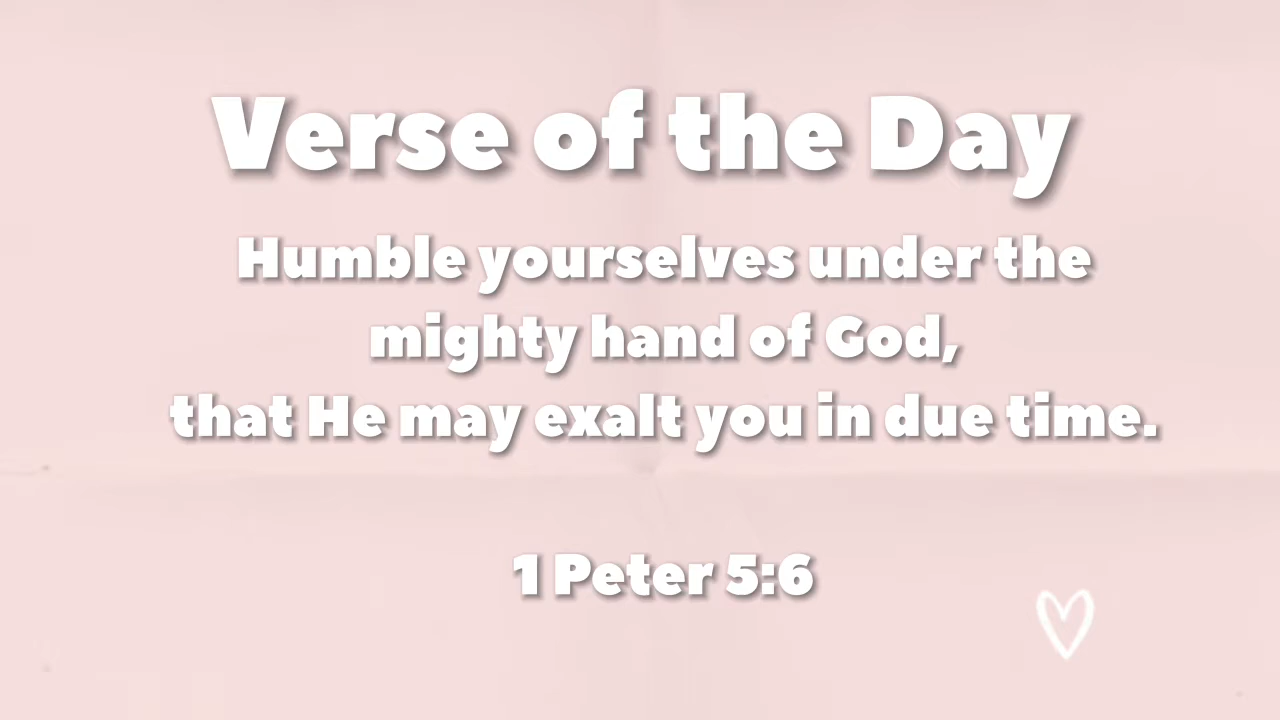 Verse of the Day
Humble yourselves under the
mighty hand of God,
that He may exalt you in due time.
1 Peter 5:6